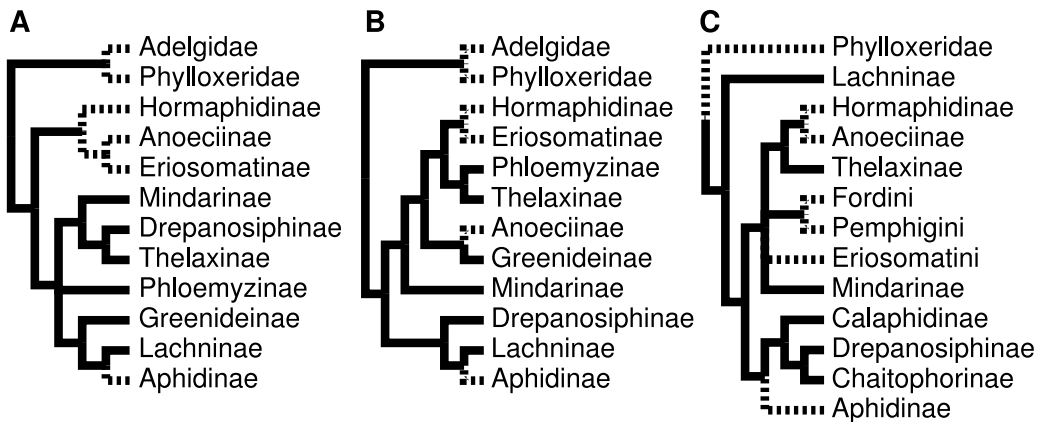 A
Adelgidae
Phylloxeridae
Hormaphidinae
Anoeciinae
Eriosomatinae
Mindarinae
Drepanosiphinae
Thelaxinae
Phloemyzinae
Greenideinae
Lachninae
Aphidinae
B
Adelgidae
Phylloxeridae
Hormaphidinae
Eriosomatinae
Phloemyzinae
Thelaxinae
Anoeciinae
Greenideinae
Mindarinae
Drepanosiphinae
Lachninae
Aphidinae
C
Phylloxeridae
Lachninae
Hormaphidinae
Anoeciinae
Thelaxinae
Fordini
Pemphigini
Eriosomatini
Mindarinae
Calaphidinae
Drepanosiphinae
Chaitophorinae
Aphidinae